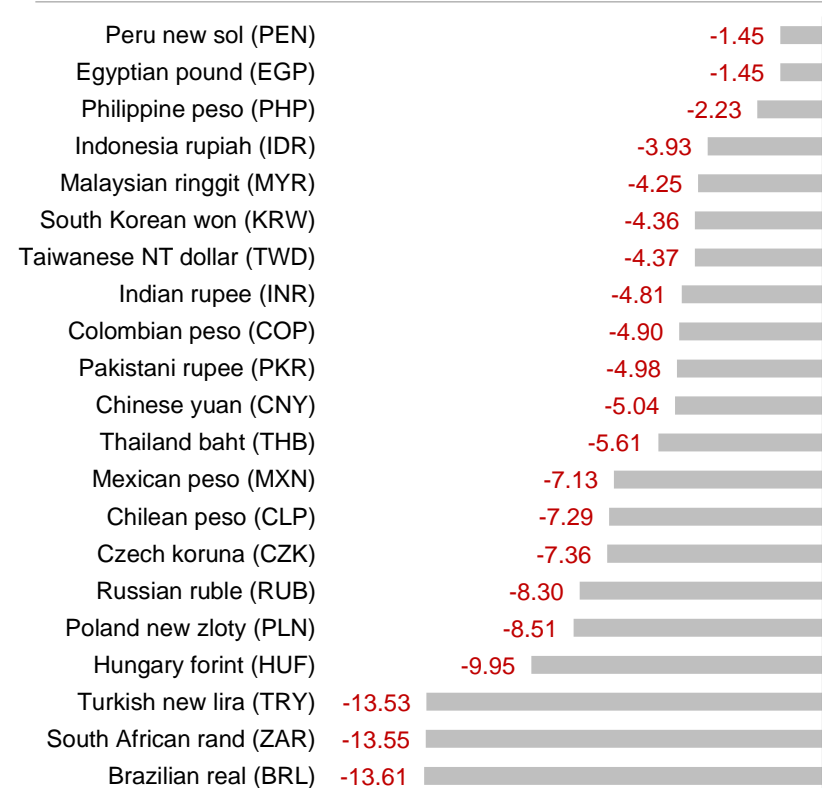 Peru new sol (PEN) -1.45
Egyptian pound (EGP) -1.45
Philippine peso (PHP) -2.23
Indonesia rupiah (IDR) -3.93
Malaysian ringgit (MYR) -4.25
South Korean won (KRW) -4.36
Taiwanese NT dollar (TWD) -4.37
Indian rupee (INR) -4.81
Colombian peso (COP) -4.90
Pakistani rupee (PKR) -4.98
Chinese yuan (CNY) -5.04
Thailand baht (THB) -5.61
Mexican peso (MXN) -7.13
Chilean peso (CLP) -7.29
Czech koruna (CZK) -7.36
Russian ruble (RUB) -8.30
Poland new zloty (PLN) -8.51
Hungary forint (HUF) -9.95
Turkish new lira (TRY) -13.53
South African rand (ZAR) -13.55
Brazilian real (BRL) -13.61